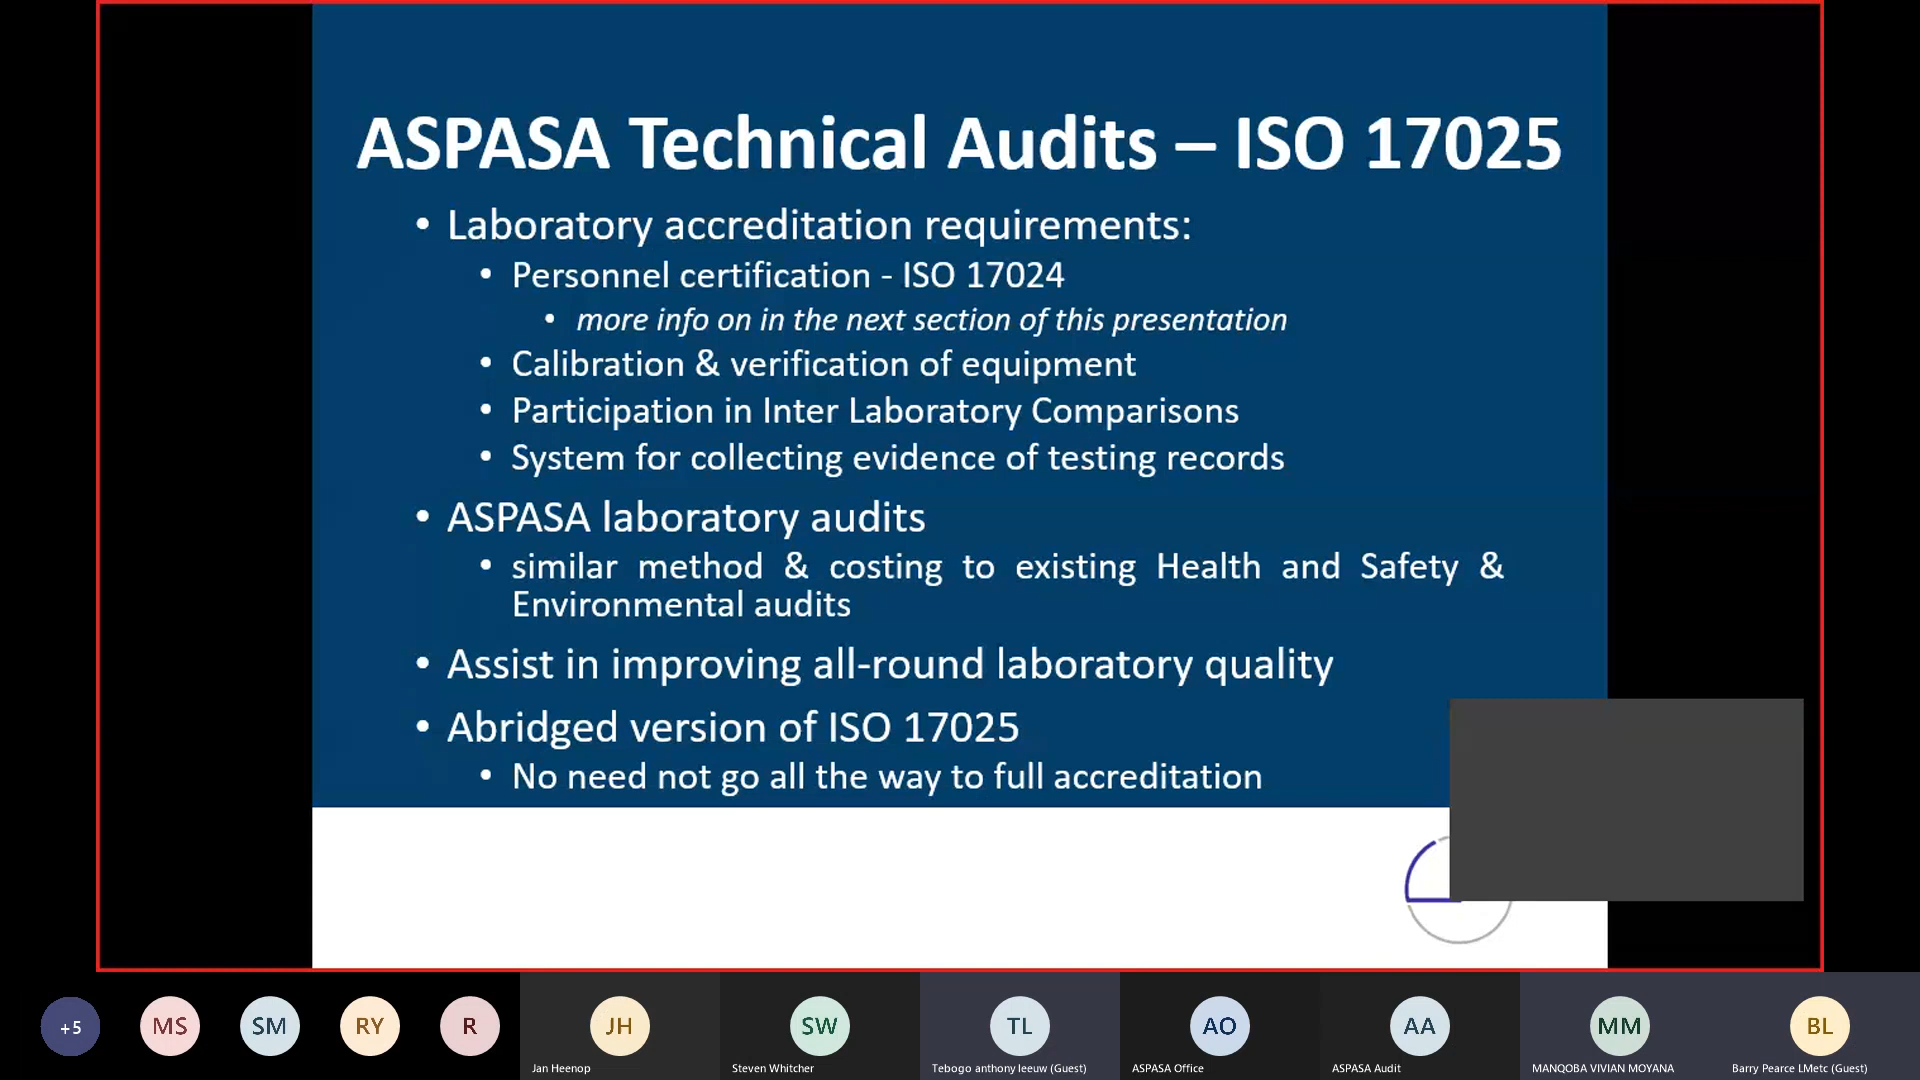 ASPASA Technical Audits – ISO 17025
• Laboratory accreditation requirements:
• Personnel certification - ISO 17024
• more info on in the next section of this presentation
• Calibration & verification of equipment
• Participation in Inter Laboratory Comparisons
• System for collecting evidence of testing records
• ASPASA laboratory audits
• similar method & costing to existing Health and Safety &
Environmental audits
• Assist in improving all-round laboratory quality
• Abridged version of ISO 17025
• No need not go all the way to full accreditation
+5 MS SM RY R JH SW TL AO AA MM BL
Jan Heenop Steven Whitcher Tebogo anthony leeuw (Guest) ASPASA Office ASPASA Audit MANQOBA VIVIAN MOYANA Barry Pearce LMetc (Guest)